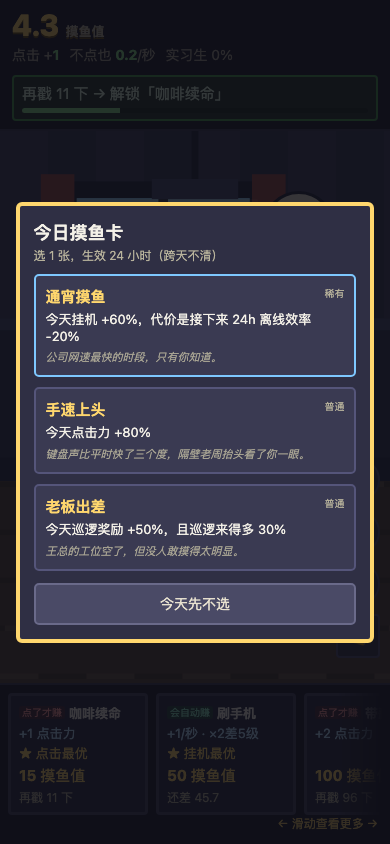 4.3 摸鱼值
点击 +1 不点也 0.2/秒 实习生 0%
再戳 11 下 → 解锁「咖啡续命」
今日摸鱼卡
选 1 张，生效 24 小时（跨天不清）
通宵摸鱼 稀有
今天挂机 +60%，代价是接下来 24h 离线效率
-20%
公司网速最快的时段，只有你知道。
手速上头 普通
今天点击力 +80%
键盘声比平时快了三个度，隔壁老周抬头看了你一眼。
老板出差 普通
今天巡逻奖励 +50%，且巡逻来得多 30%
王总的工位空了，但没人敢摸得太明显。
今天先不选
点了才赚 咖啡续命
+1 点击力
★ 点击最优
15 摸鱼值
再戳 11 下
会自动赚 刷手机
+1/秒 · ×2差5级
★ 挂机最优
50 摸鱼值
还差 45.7
点了才赚
+2 点击力
100 摸鱼
再戳 96 下
← 滑动查看更多 →